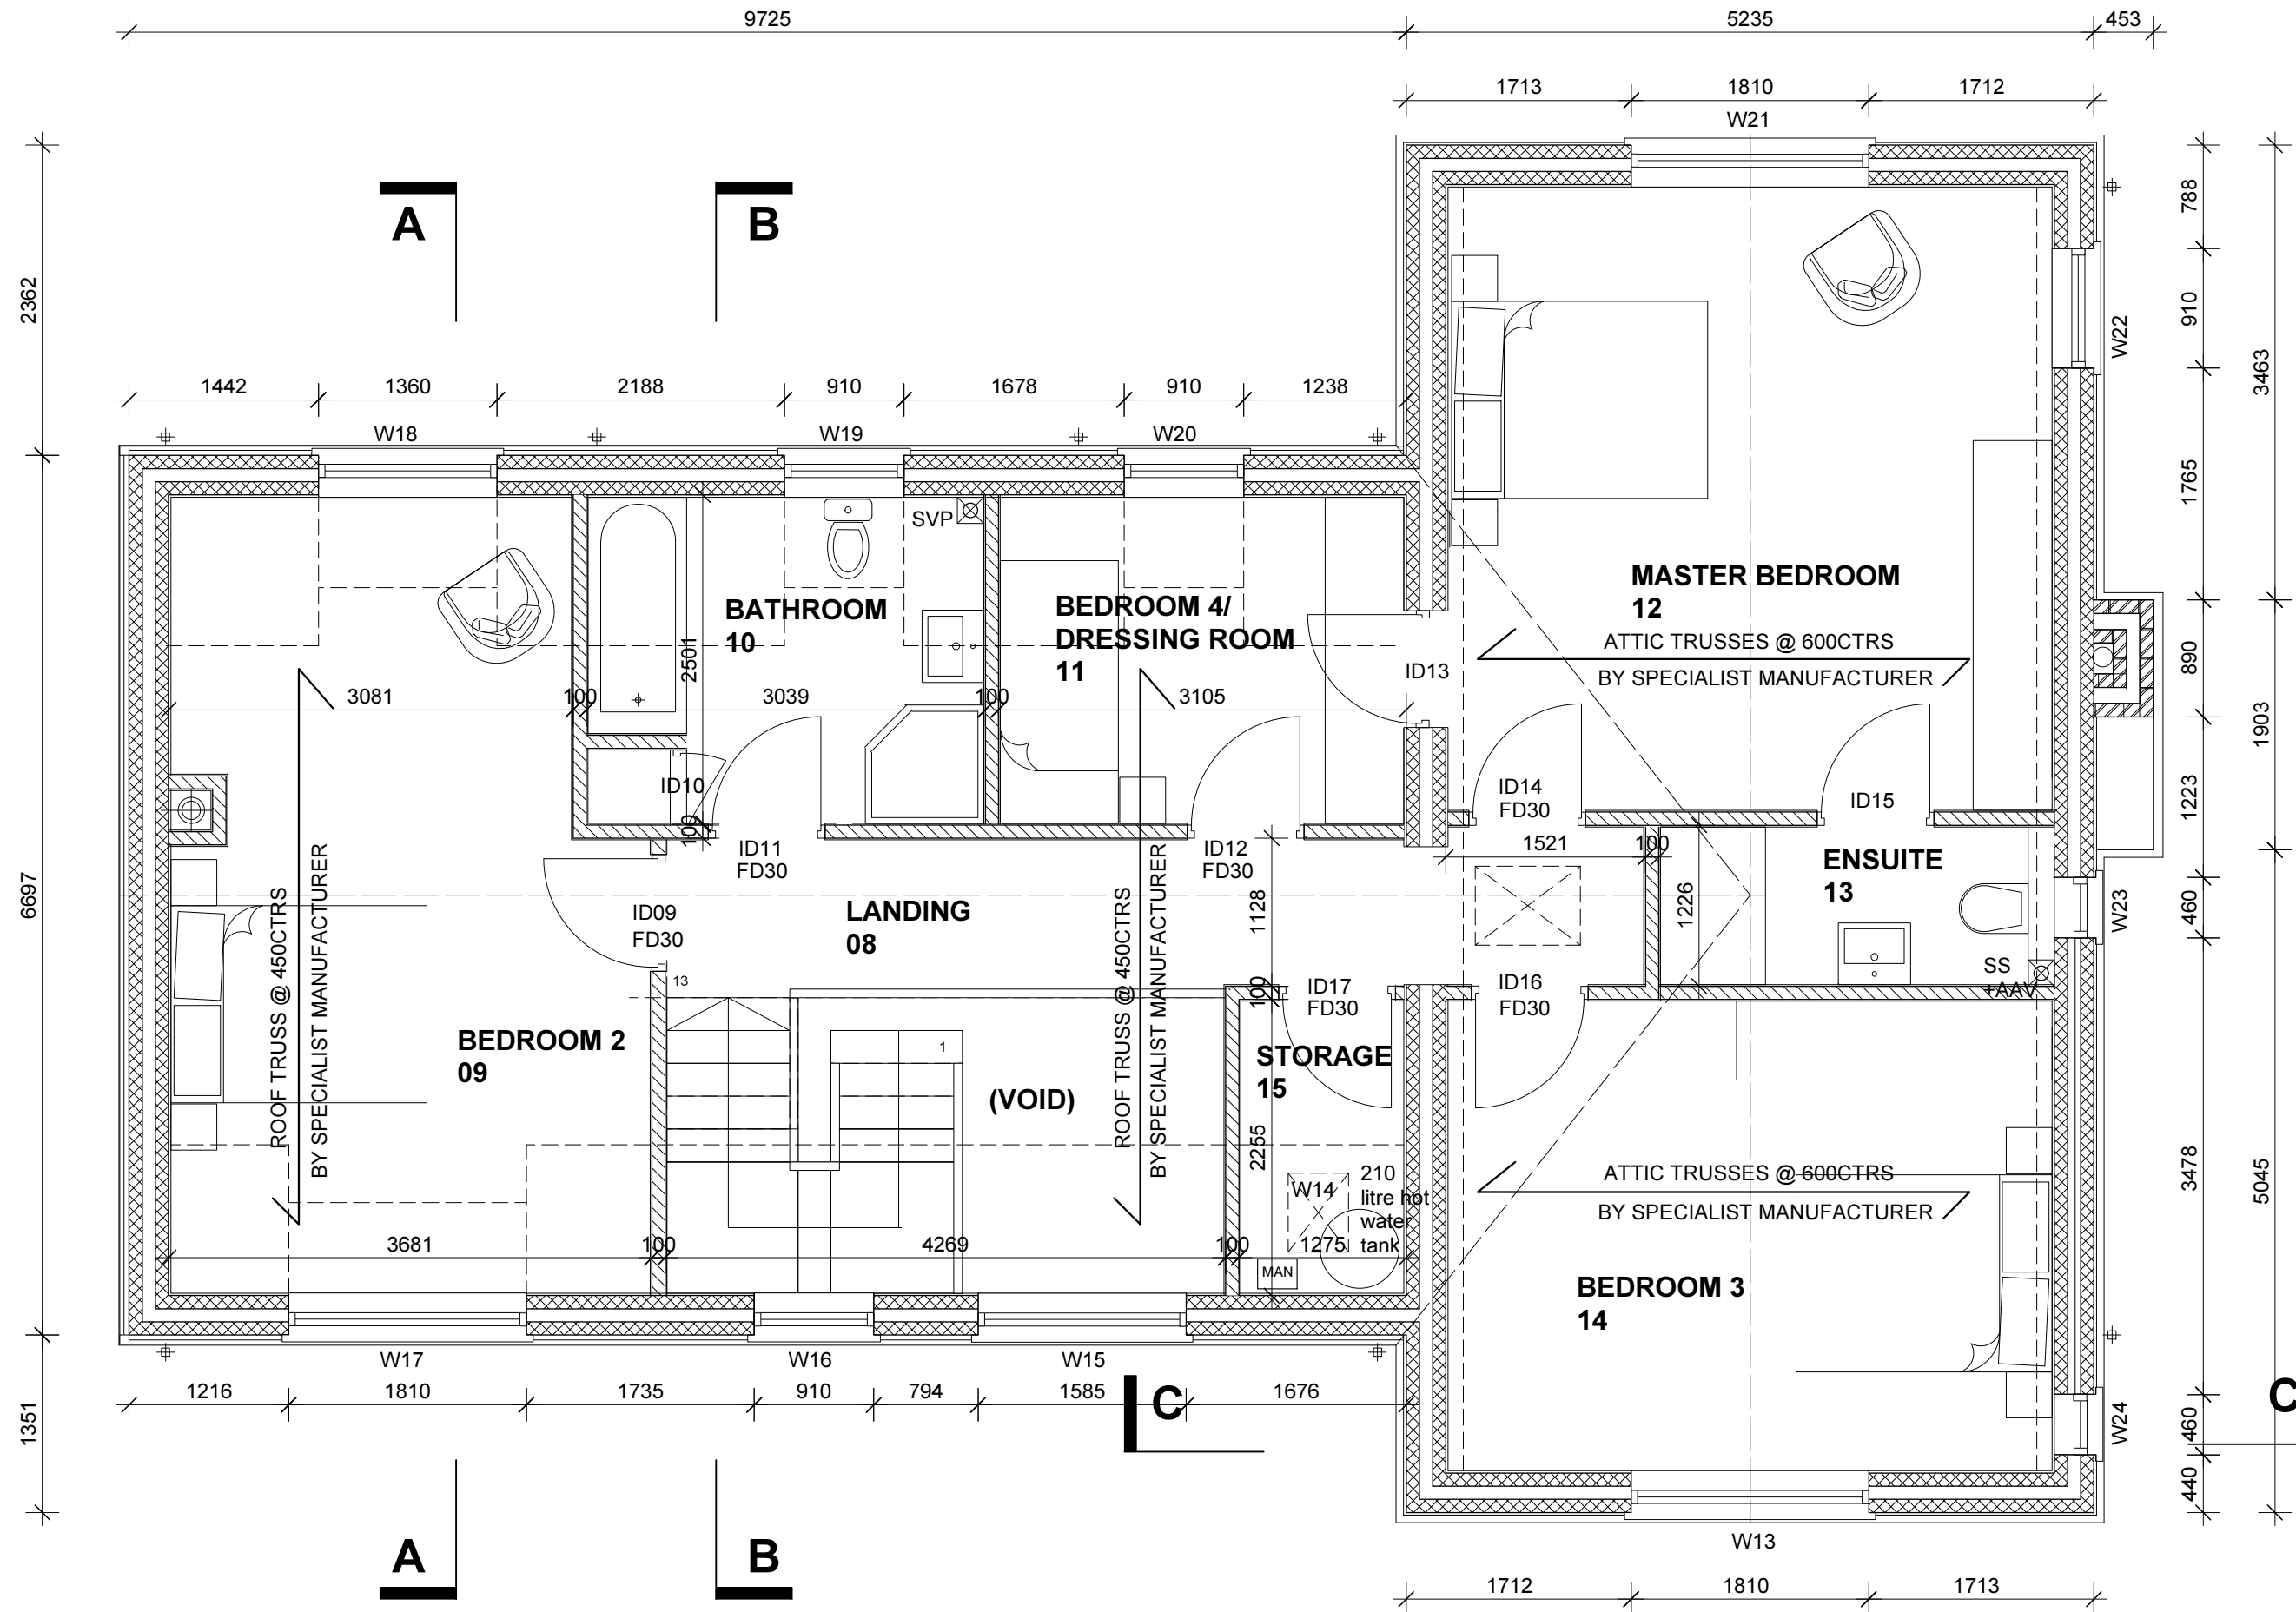 9725
5235
453
1713
1810
1712
W21
A
B
2362
788
910
W22
3463
1442
1360
2188
910
1678
910
1238
W18
W19
W20
1765
SVP
BATHROOM
10
BEDROOM 4/
DRESSING ROOM
11
MASTER BEDROOM
12
ATTIC TRUSSES @ 600CTRS
BY SPECIALIST MANUFACTURER
ID13
2501
890
3081
100
3039
100
3105
1903
ID10
ID14
FD30
ID15
1223
100
ID11
FD30
ID12
FD30
1521
100
ENSUITE
13
6697
ROOF TRUSS @ 450CTRS
BY SPECIALIST MANUFACTURER
ID09
FD30
LANDING
08
ROOF TRUSS @ 450CTRS
BY SPECIALIST MANUFACTURER
1128
1226
460
W23
SS
+AAV
13
100
ID17
FD30
ID16
FD30
BEDROOM 2
09
1
(VOID)
STORAGE
15
2255
3478
5045
W14
210
litre hot
water
tank
ATTIC TRUSSES @ 600CTRS
BY SPECIALIST MANUFACTURER
3681
100
4269
100
1275
MAN
BEDROOM 3
14
W17
W16
W15
1216
1810
1735
910
794
1585
1676
1351
C
C
460
W24
440
W13
A
B
1712
1810
1713